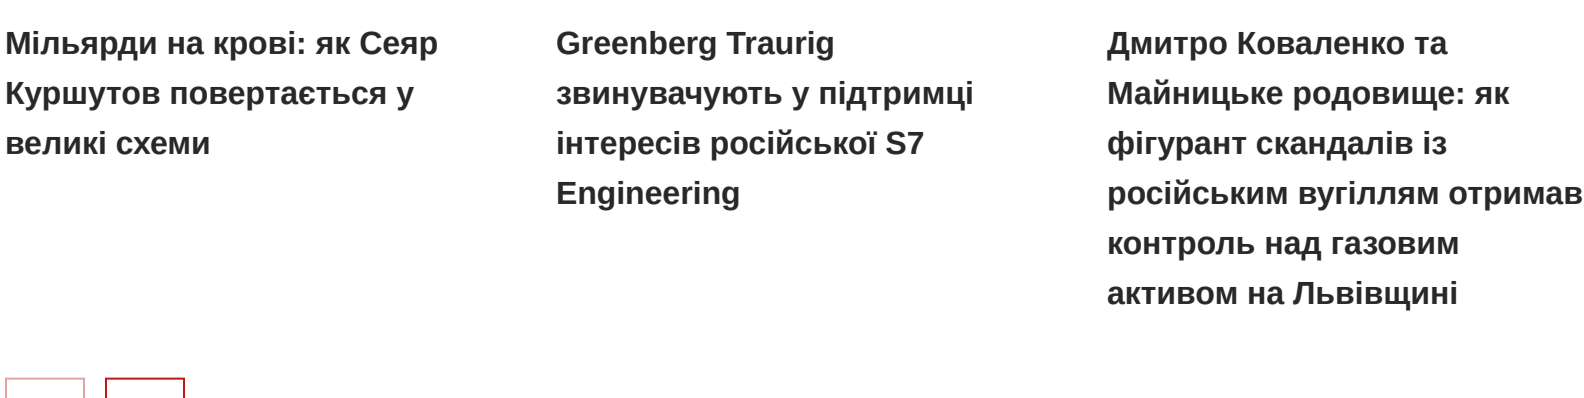 Мільярди на крові: як Сеяр
Куршутов повертається у
великі схеми
Greenberg Traurig
звинувачують у підтримці
інтересів російської S7
Engineering
Дмитро Коваленко та
Майницьке родовище: як
фігурант скандалів із
російським вугіллям отримав
контроль над газовим
активом на Львівщині